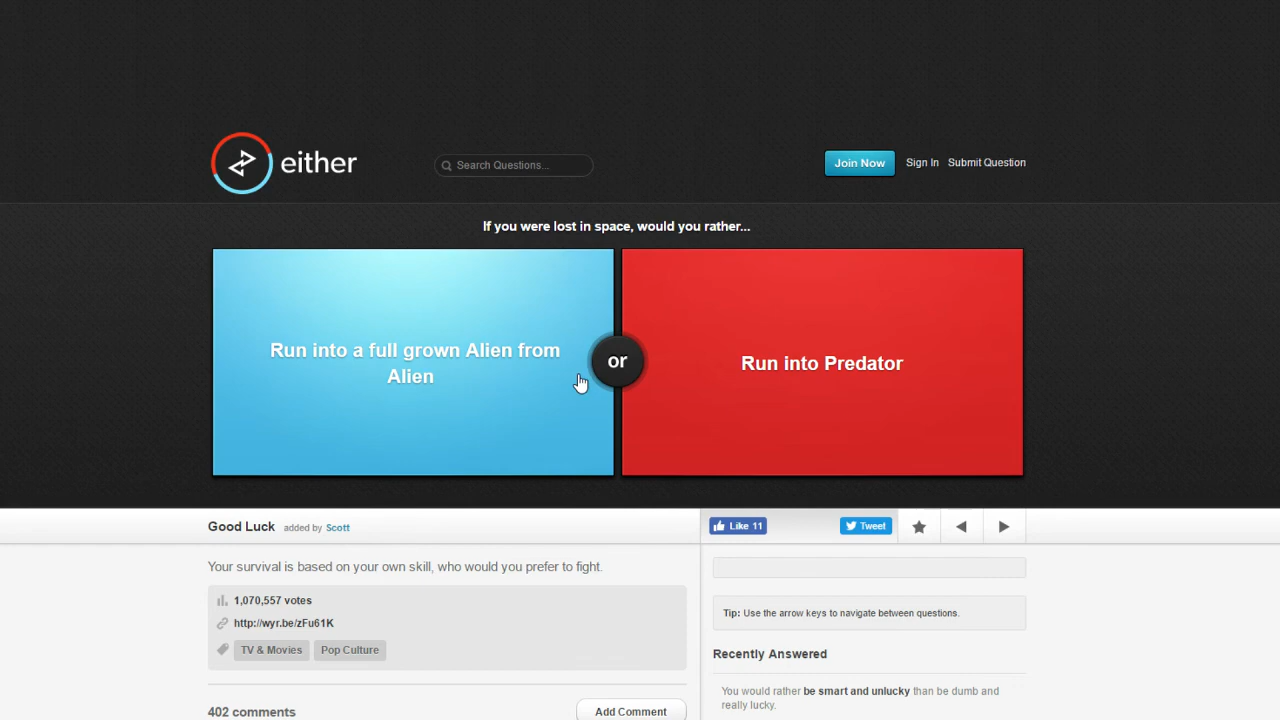 either
Search Questions...
Join Now
Sign In
Submit Question
If you were lost in space, would you rather...
Run into a full grown Alien from
Alien
or
Run into Predator
Good Luck added by Scott
Like 11
Tweet
Your survival is based on your own skill, who would you prefer to fight.
1,070,557 votes
http://wyr.be/zFu61K
TV & Movies
Pop Culture
402 comments
Add Comment
Tip: Use the arrow keys to navigate between questions.
Recently Answered
You would rather be smart and unlucky than be dumb and
really lucky.